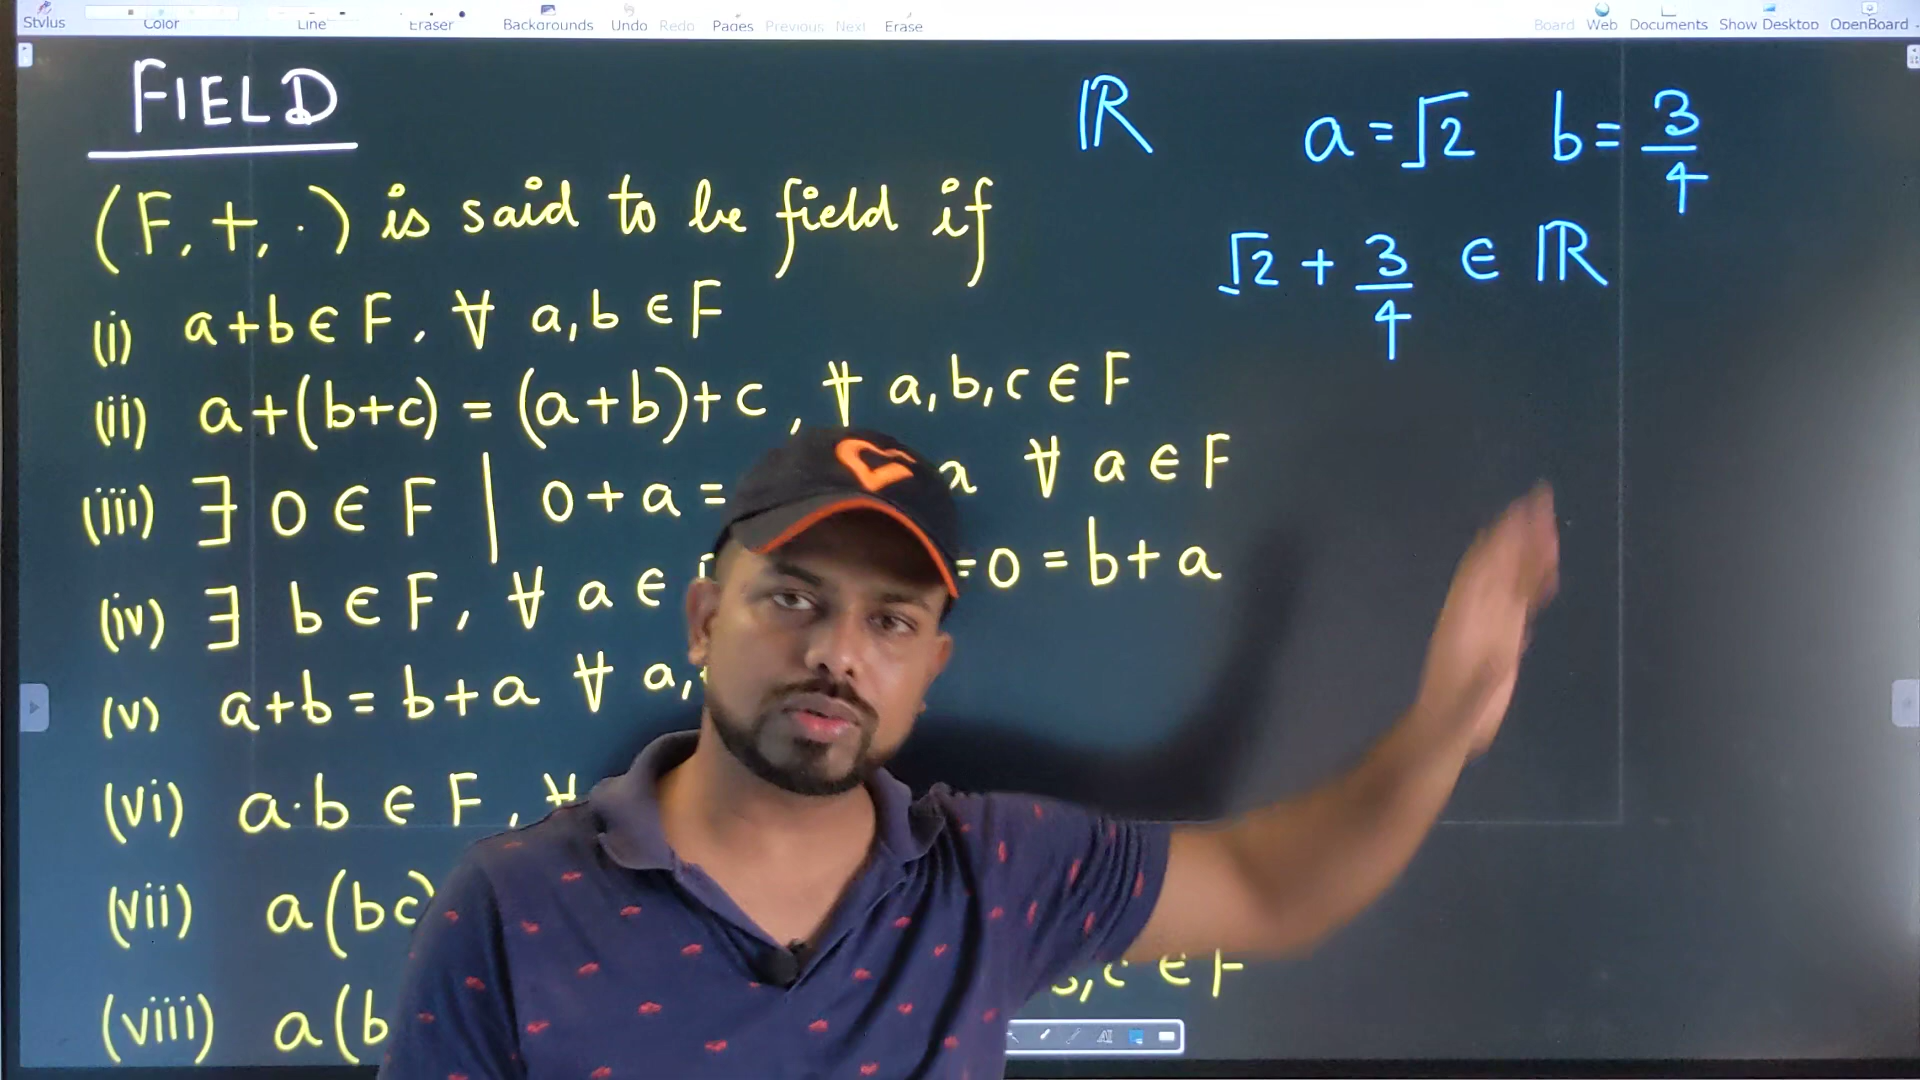 Stylus Color Line Eraser Backgrounds Undo Redo Pages Previous Next Erase Board Web Documents Show Desktop OpenBoard
FIELD
(F, +, ·) is said to be field if
(i) a+b ∈ F, ∀ a,b ∈ F
(ii) a+(b+c) = (a+b)+c, ∀ a,b,c ∈ F
(iii) ∃ 0 ∈ F | 0+a = a ∀ a ∈ F
(iv) ∃ b ∈ F, ∀ a ∈ =0 = b+a
(v) a+b = b+a ∀ a,
(vi) a·b ∈ F, ∀
(vii) a(bc)
(viii) a(b ,c ∈ F
ℝ a=√2 b=3/4
√2 + 3/4 ∈ ℝ